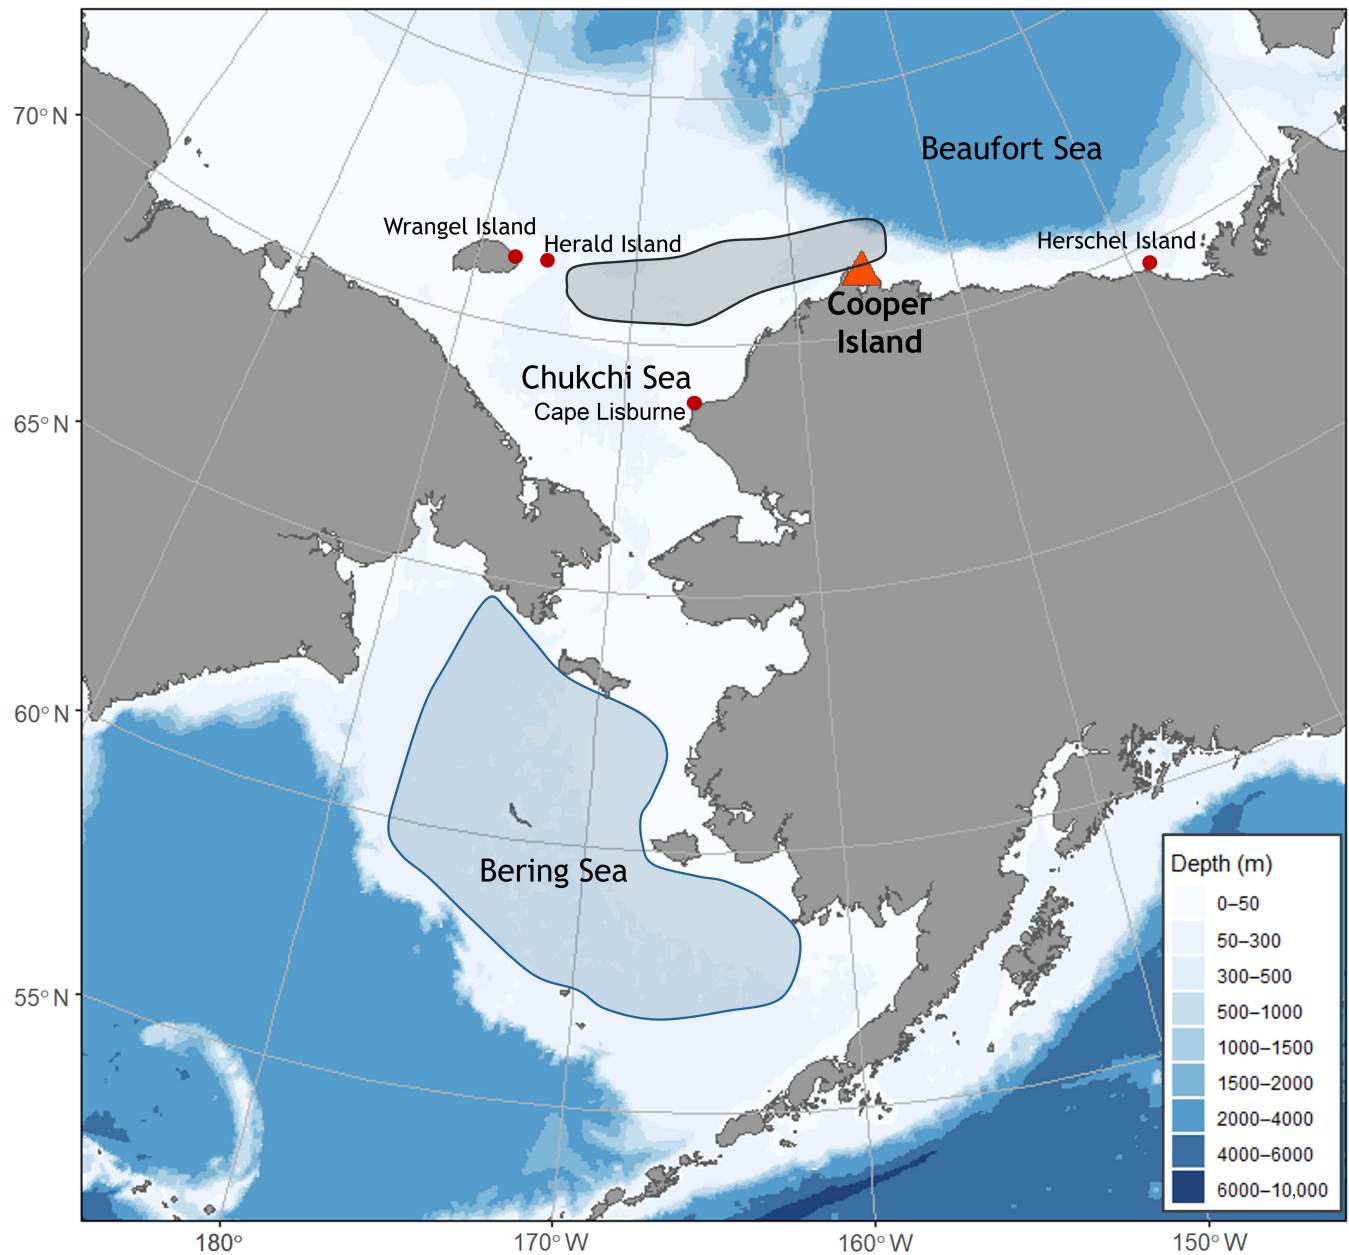 70° N
Beaufort Sea
Wrangel Island
Herald Island
Herschel Island
Cooper
Island
Chukchi Sea
Cape Lisburne
65° N
60° N
Bering Sea
55° N
Depth (m)
0–50
50–300
300–500
500–1000
1000–1500
1500–2000
2000–4000
4000–6000
6000–10,000
180°
170° W
160° W
150° W